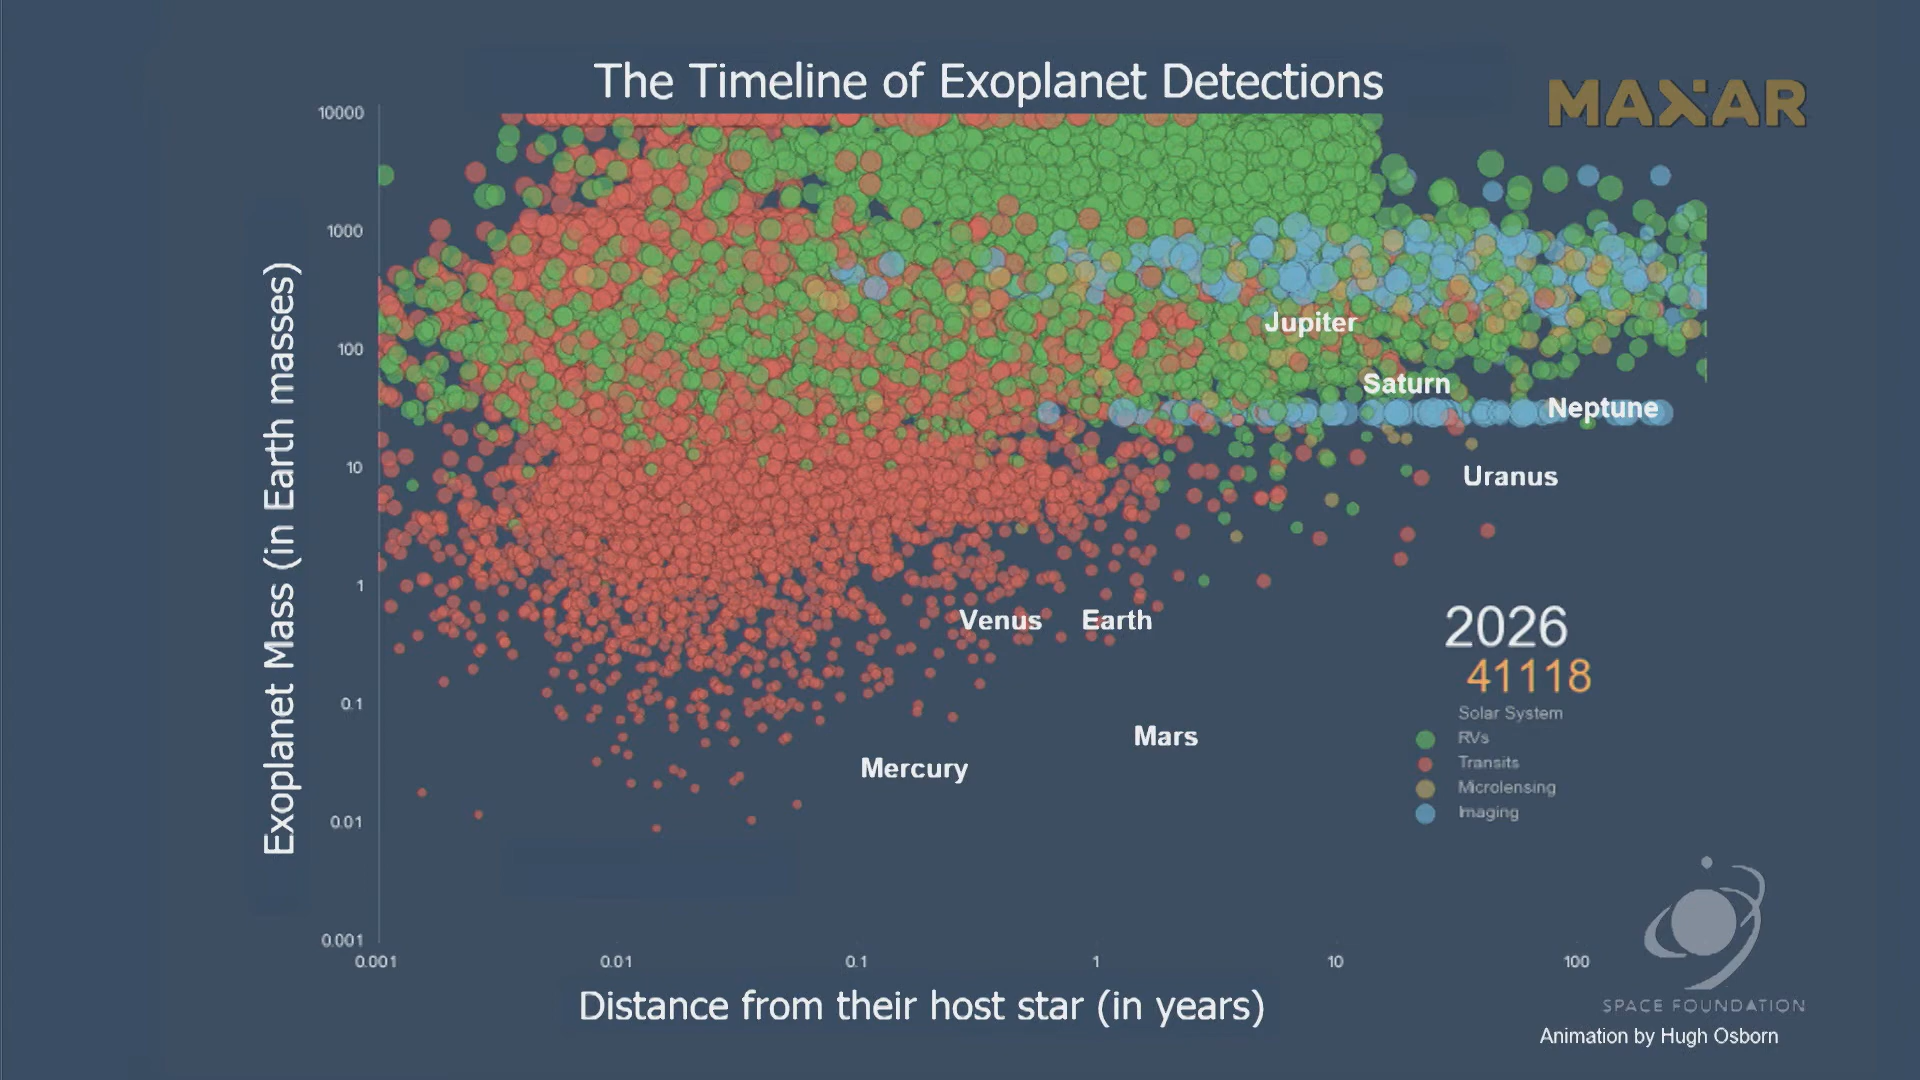 The Timeline of Exoplanet Detections
MAXAR
Exoplanet Mass (in Earth masses)
10000
1000
100
10
1
0.1
0.01
0.001
Jupiter
Saturn
Neptune
Uranus
Venus
Earth
Mars
Mercury
2026
41118
Solar System
RVs
Transits
Microlensing
Imaging
0.001
0.01
0.1
1
10
100
Distance from their host star (in years)
SPACE FOUNDATION
Animation by Hugh Osborn